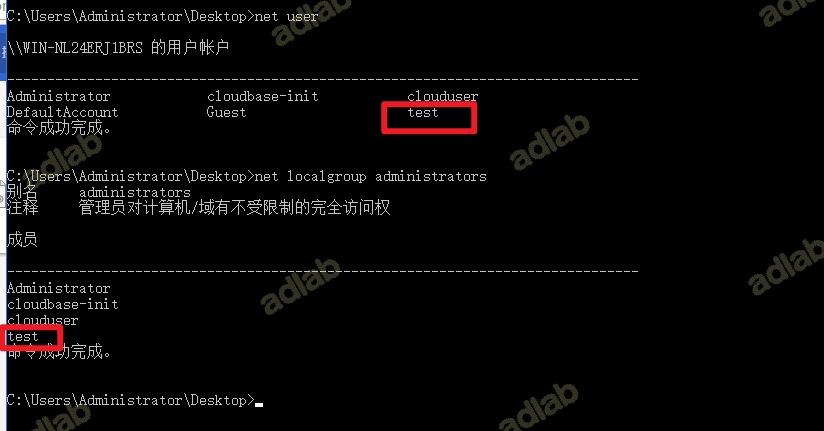 C:\Users\Administrator\Desktop>net user
\\WIN-NL24ERJ1BRS 的用户帐户
-------------------------------------------------------------------------------
Administrator            cloudbase-init           clouduser
DefaultAccount           Guest                    test
命令成功完成。
C:\Users\Administrator\Desktop>net localgroup administrators
别名     administrators
注释     管理员对计算机/域有不受限制的完全访问权
成员
-------------------------------------------------------------------------------
Administrator
cloudbase-init
clouduser
test
命令成功完成。
C:\Users\Administrator\Desktop>
adlab
adlab
adlab
adlab
adlab
adlab
adlab